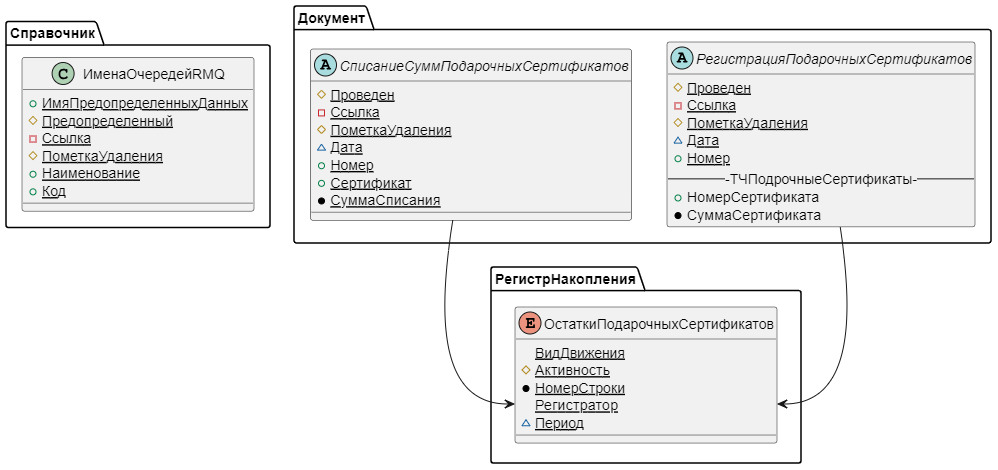 Справочник
C ИменаОчередейRMQ
ИмяПредопределенныхДанных
Предопределенный
Ссылка
ПометкаУдаления
Наименование
Код
Документ
A СписаниеСуммПодарочныхСертификатов
Проведен
Ссылка
ПометкаУдаления
Дата
Номер
Сертификат
СуммаСписания
A РегистрацияПодарочныхСертификатов
Проведен
Ссылка
ПометкаУдаления
Дата
Номер
-ТЧПодрочныеСертификаты-
НомерСертификата
СуммаСертификата
РегистрНакопления
E ОстаткиПодарочныхСертификатов
ВидДвижения
Активность
НомерСтроки
Регистратор
Период